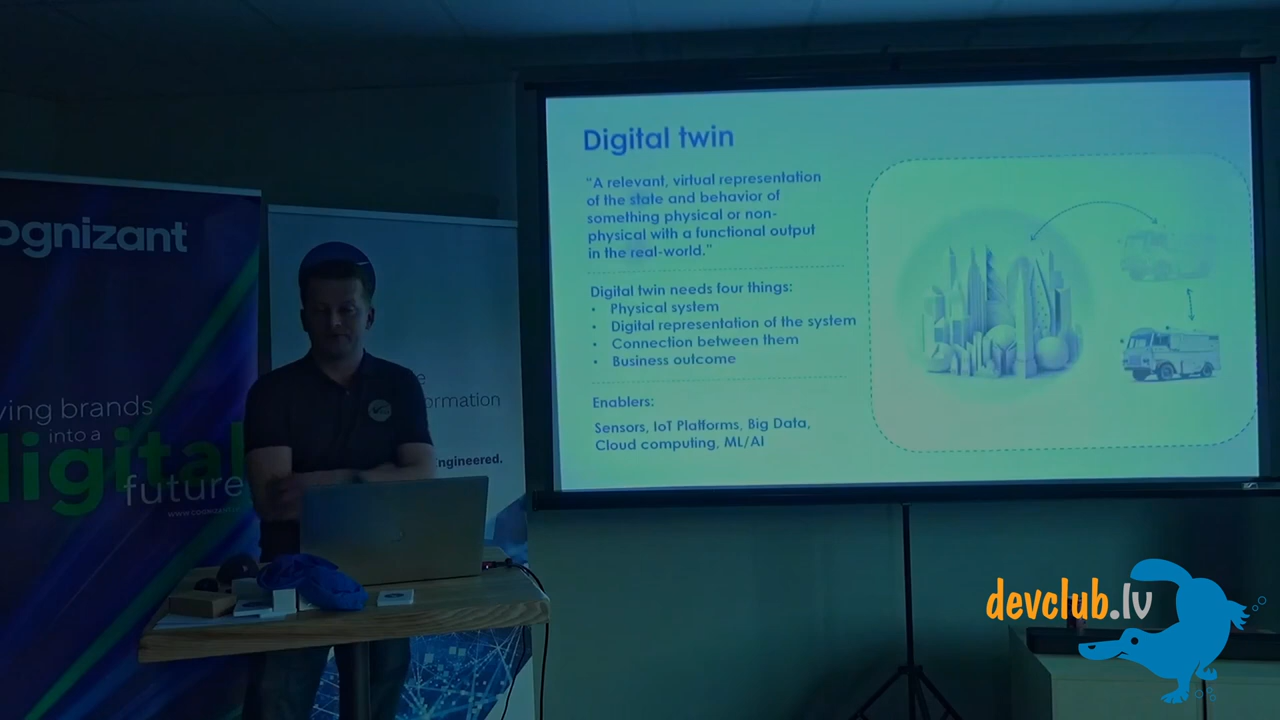 ognizant
ving brands
into a
digital
future
ormation
ngineered.
Digital twin
"A relevant, virtual representation
of the state and behavior of
something physical or non-
physical with a functional output
in the real-world."
Digital twin needs four things:
• Physical system
• Digital representation of the system
• Connection between them
• Business outcome
Enablers:
Sensors, IoT Platforms, Big Data,
Cloud computing, ML/AI
devclub.lv